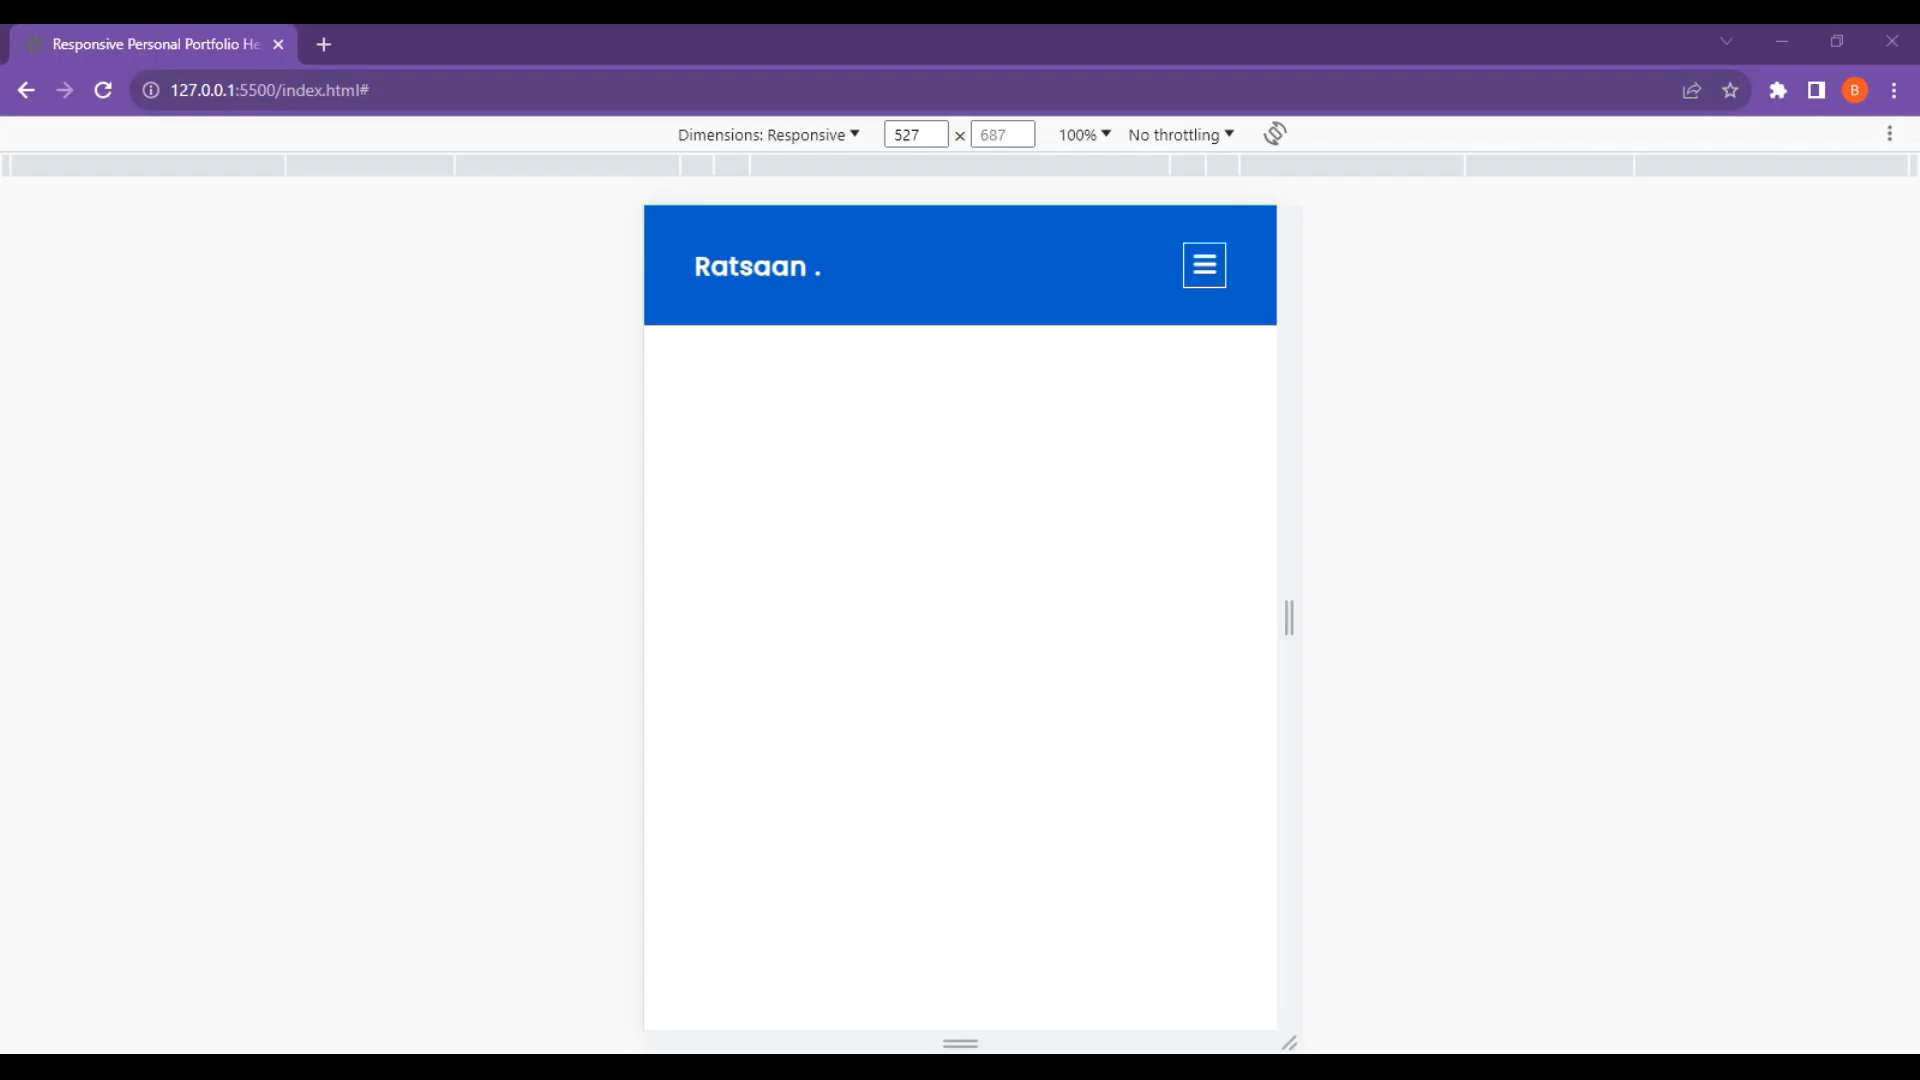 Responsive Personal Portfolio He
127.0.0.1:5500/index.html#
B
Dimensions: Responsive 527 × 687 100% No throttling
Ratsaan .